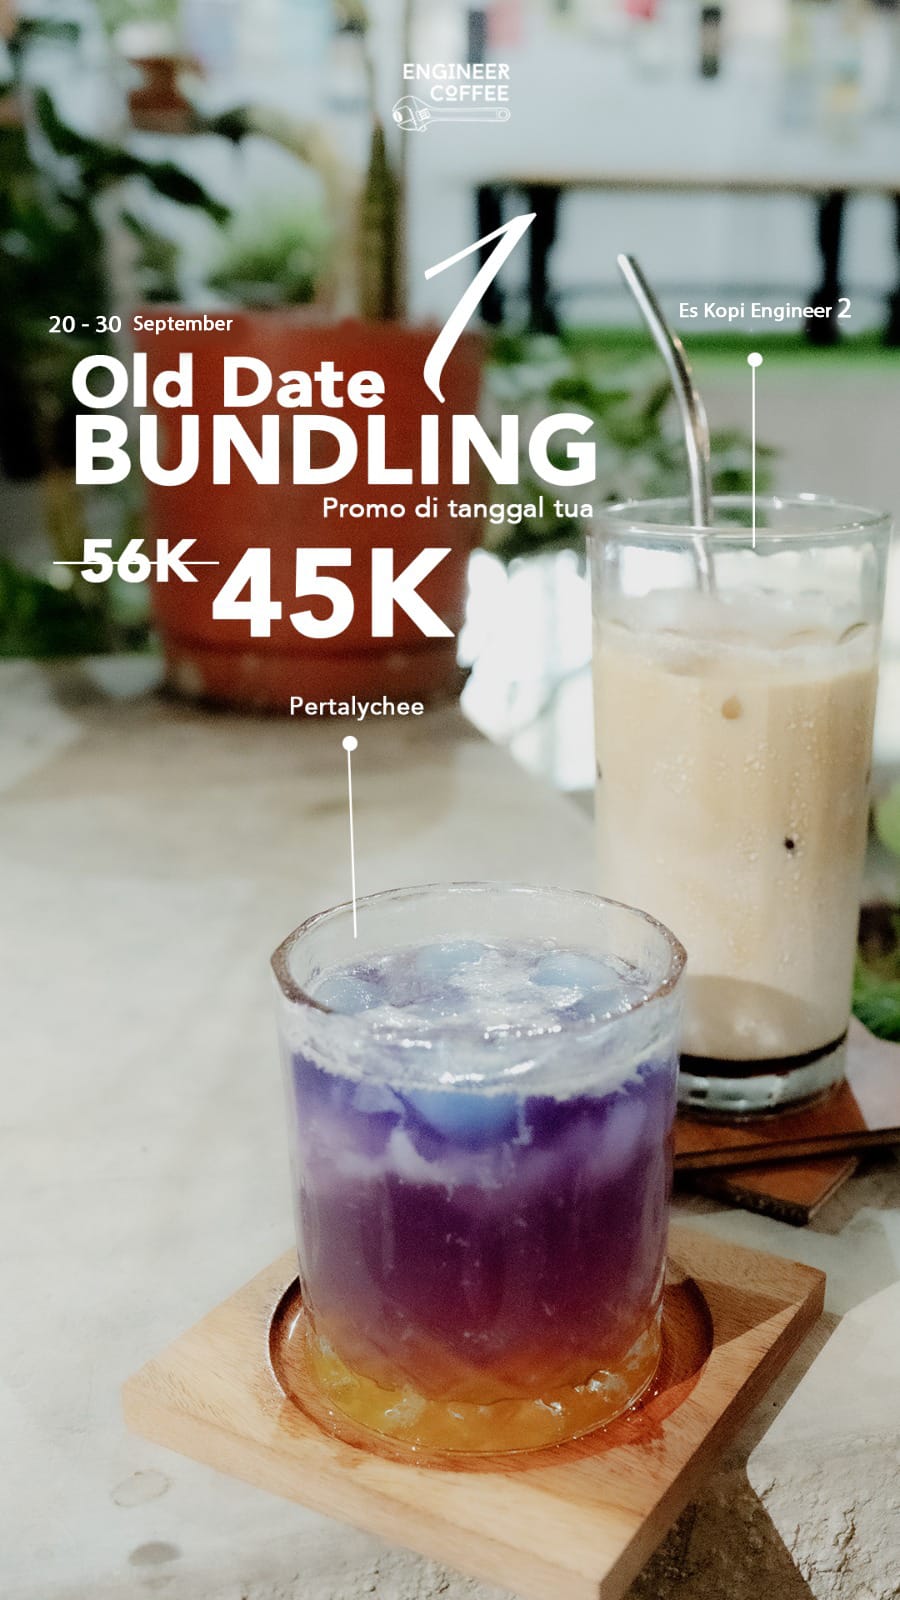 ENGINEER
COFFEE
1
20 - 30 September
Old Date
BUNDLING
Promo di tanggal tua
56K 45K
Es Kopi Engineer 2
Pertalychee